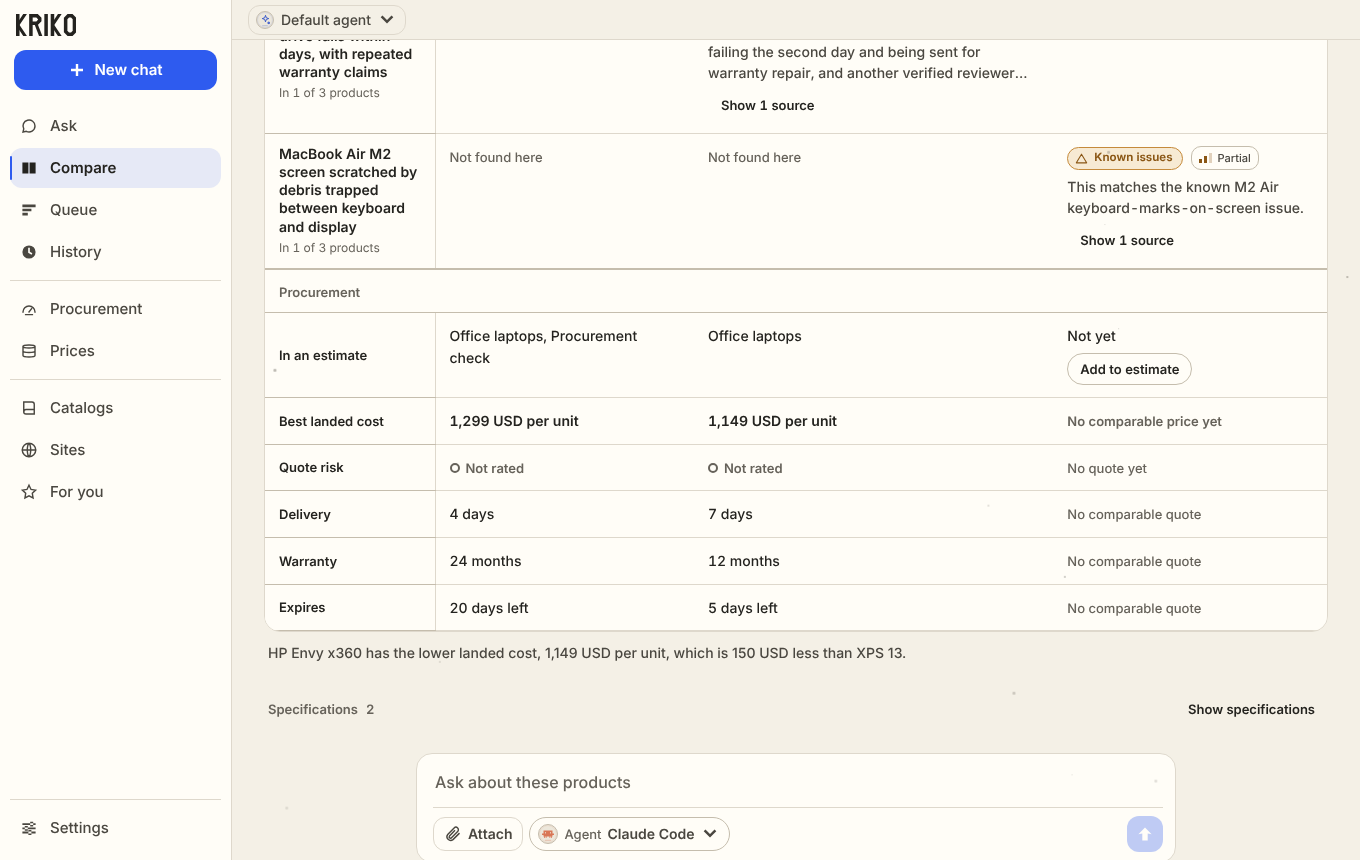 KRIKO
Default agent
New chat
Ask
Compare
Queue
History
Procurement
Prices
Catalogs
Sites
For you
Settings
days, with repeated
warranty claims
In 1 of 3 products
failing the second day and being sent for
warranty repair, and another verified reviewer…
Show 1 source
MacBook Air M2
screen scratched by
debris trapped
between keyboard
and display
In 1 of 3 products
Not found here
Not found here
Known issues
Partial
This matches the known M2 Air
keyboard-marks-on-screen issue.
Show 1 source
Procurement
In an estimate
Office laptops, Procurement
check
Office laptops
Not yet
Add to estimate
Best landed cost
1,299 USD per unit
1,149 USD per unit
No comparable price yet
Quote risk
Not rated
Not rated
No quote yet
Delivery
4 days
7 days
No comparable quote
Warranty
24 months
12 months
No comparable quote
Expires
20 days left
5 days left
No comparable quote
HP Envy x360 has the lower landed cost, 1,149 USD per unit, which is 150 USD less than XPS 13.
Specifications 2
Show specifications
Ask about these products
Attach
Agent Claude Code